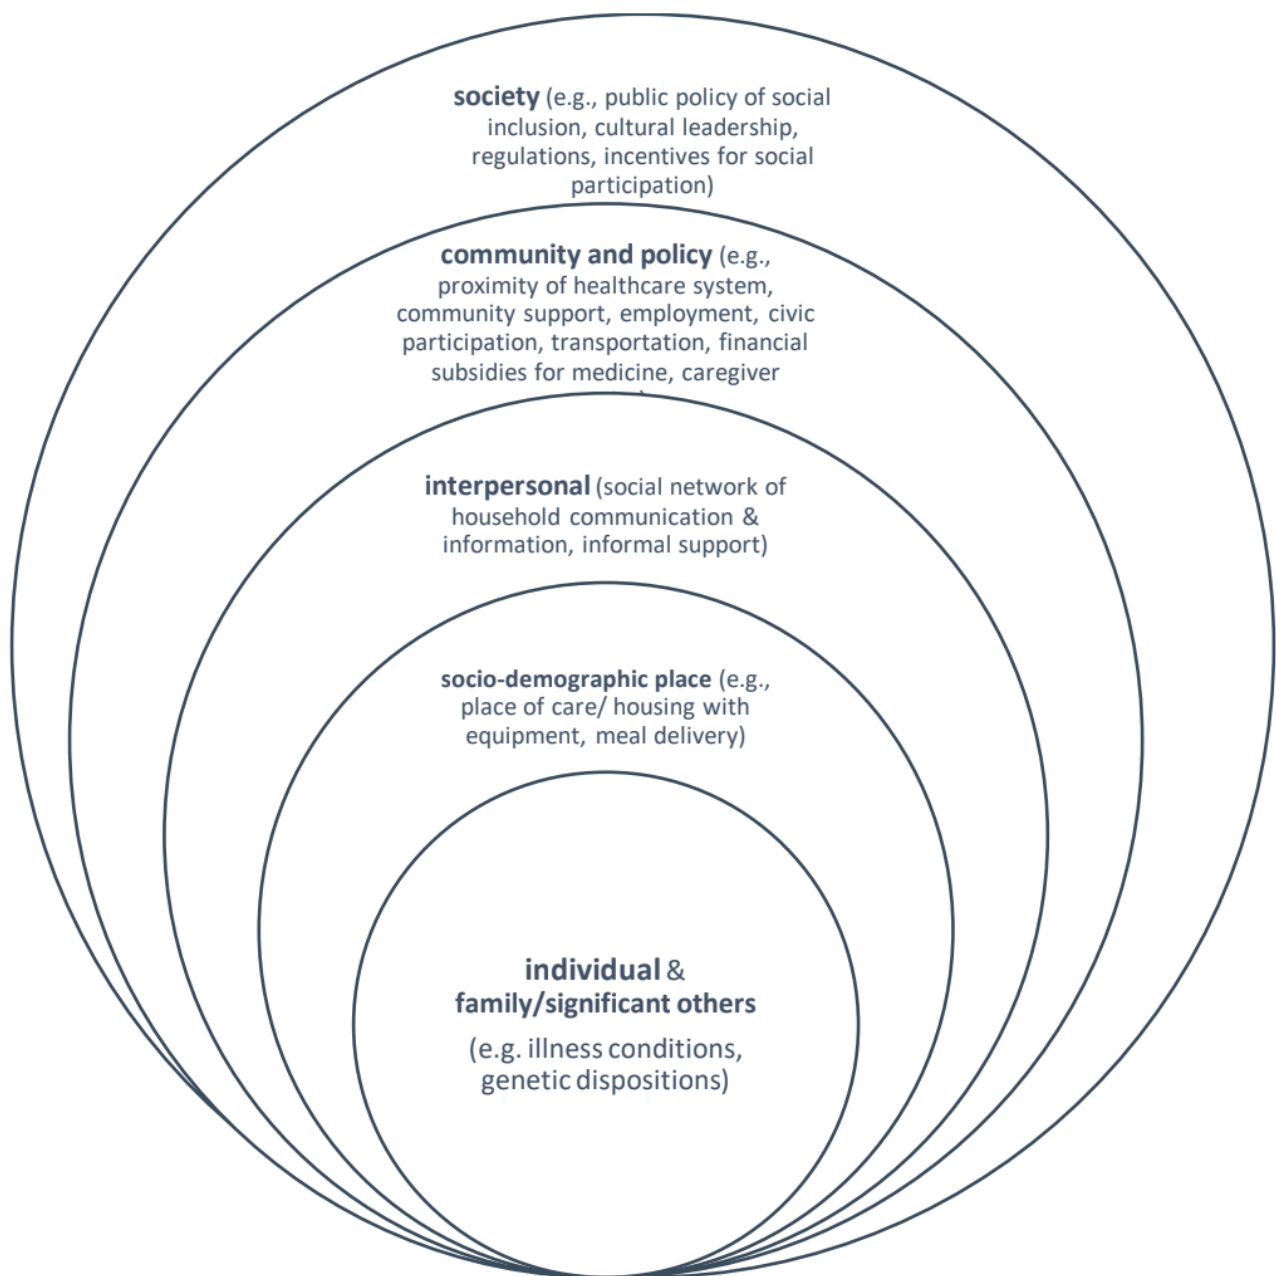 society (e.g., public policy of social
inclusion, cultural leadership,
regulations, incentives for social
participation)
community and policy (e.g.,
proximity of healthcare system,
community support, employment, civic
participation, transportation, financial
subsidies for medicine, caregiver
interpersonal (social network of
household communication &
information, informal support)
socio-demographic place (e.g.,
place of care/ housing with
equipment, meal delivery)
individual &
family/significant others
(e.g. illness conditions,
genetic dispositions)